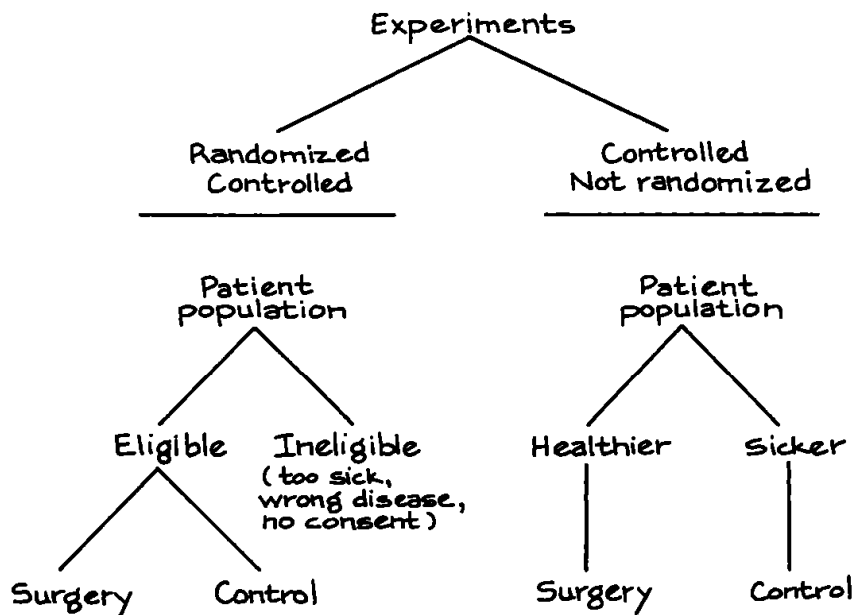 Experiments
Randomized
Controlled
Controlled
Not randomized
Patient
population
Patient
population
Eligible
Ineligible
(too sick,
wrong disease,
no consent)
Healthier
Sicker
Surgery
Control
Surgery
Control